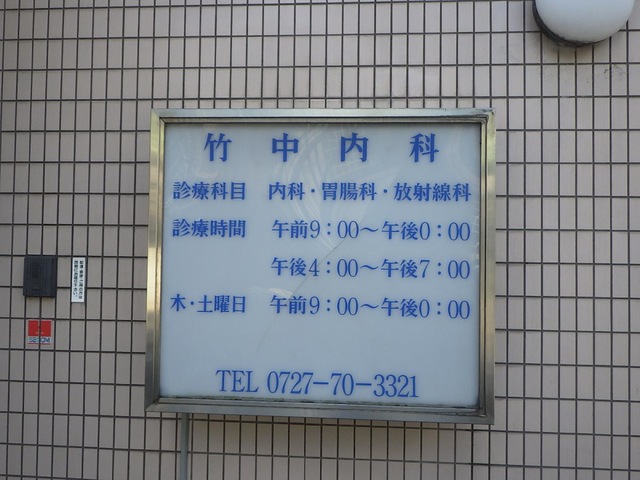 竹中内科
診療科目 内科・胃腸科・放射線科
診療時間 午前9:00〜午後0:00
午後4:00〜午後7:00
木・土曜日 午前9:00〜午後0:00
TEL 0727-70-3321
SECOM